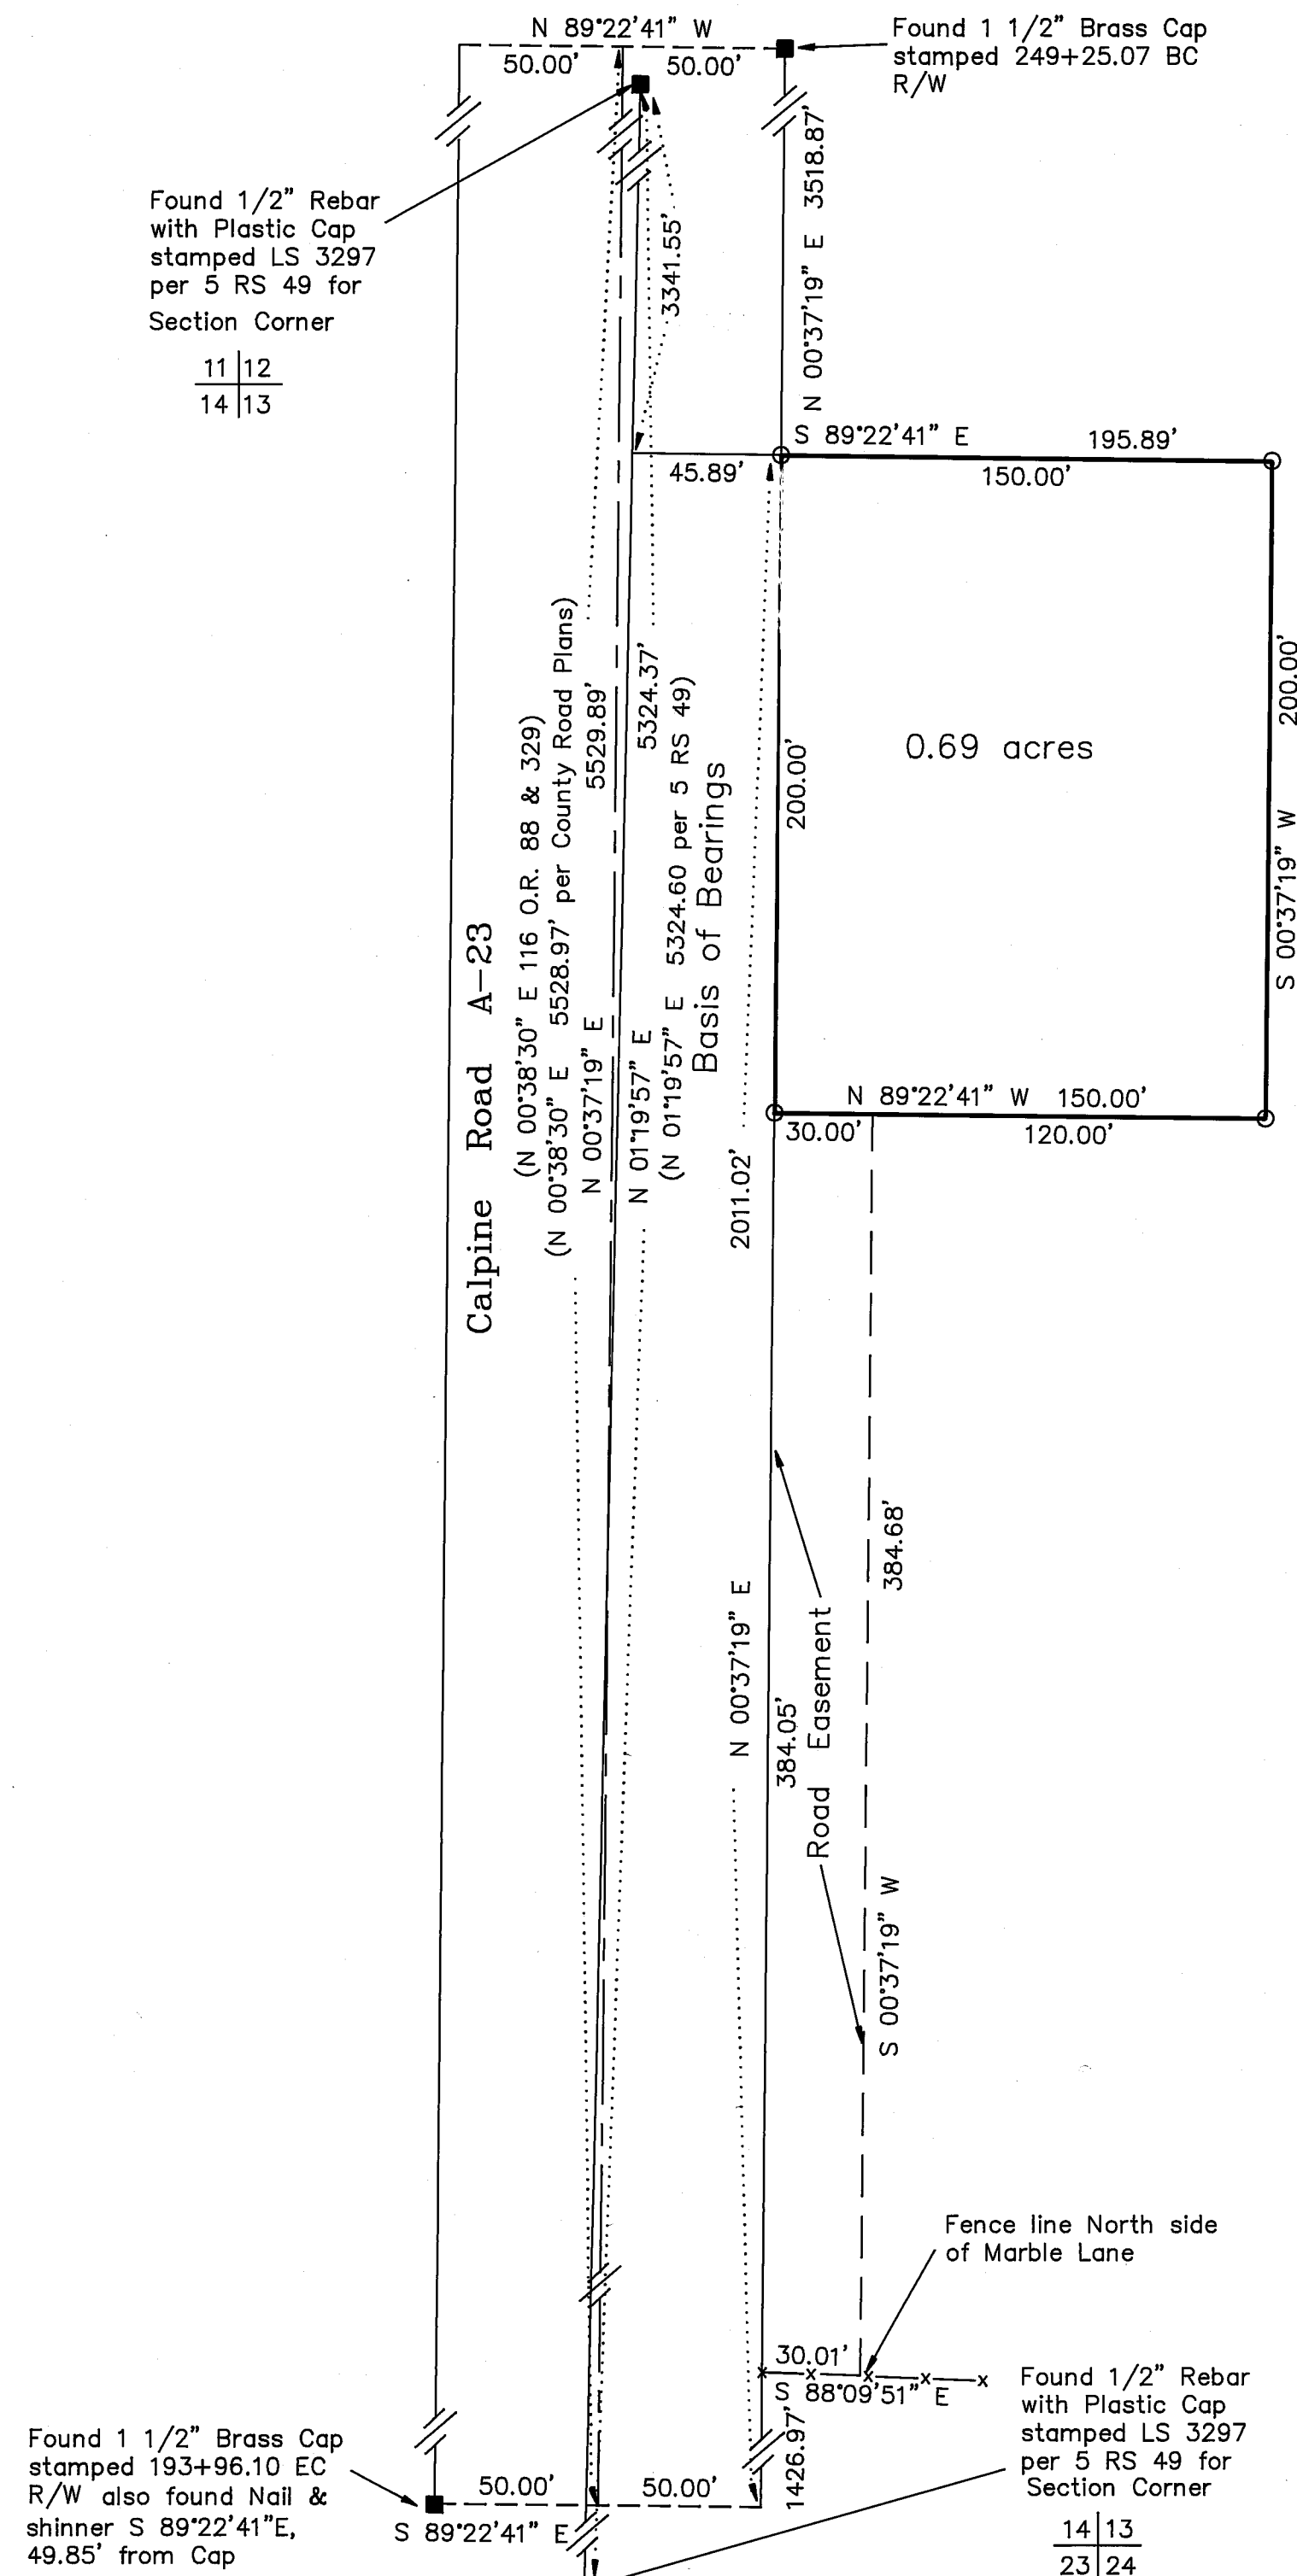 N 89°22'41" W
50.00' 50.00'
Found 1 1/2" Brass Cap
stamped 249+25.07 BC
R/W
Found 1/2" Rebar
with Plastic Cap
stamped LS 3297
per 5 RS 49 for
Section Corner
11 12
14 13
3341.55'
N 00°37'19" E 3518.87'
S 89°22'41" E 195.89'
45.89' 150.00'
Calpine Road A-23
(N 00°38'30" E 116 O.R. 88 & 329)
(N 00°38'30" E 5528.97' per County Road Plans)
N 00°37'19" E 5529.89'
N 01°19'57" E 5324.37'
(N 01°19'57" E 5324.60 per 5 RS 49)
Basis of Bearings
2011.02'
200.00'
0.69 acres
S 00°37'19" W 200.00'
N 89°22'41" W 150.00'
30.00' 120.00'
N 00°37'19" E
384.05'
Road Easement
384.68'
S 00°37'19" W
Fence line North side
of Marble Lane
30.01'
S 88°09'51" E
1426.97'
Found 1/2" Rebar
with Plastic Cap
stamped LS 3297
per 5 RS 49 for
Section Corner
14 13
23 24
Found 1 1/2" Brass Cap
stamped 193+96.10 EC
R/W also found Nail &
shinner S 89°22'41"E,
49.85' from Cap
50.00' 50.00'
S 89°22'41" E